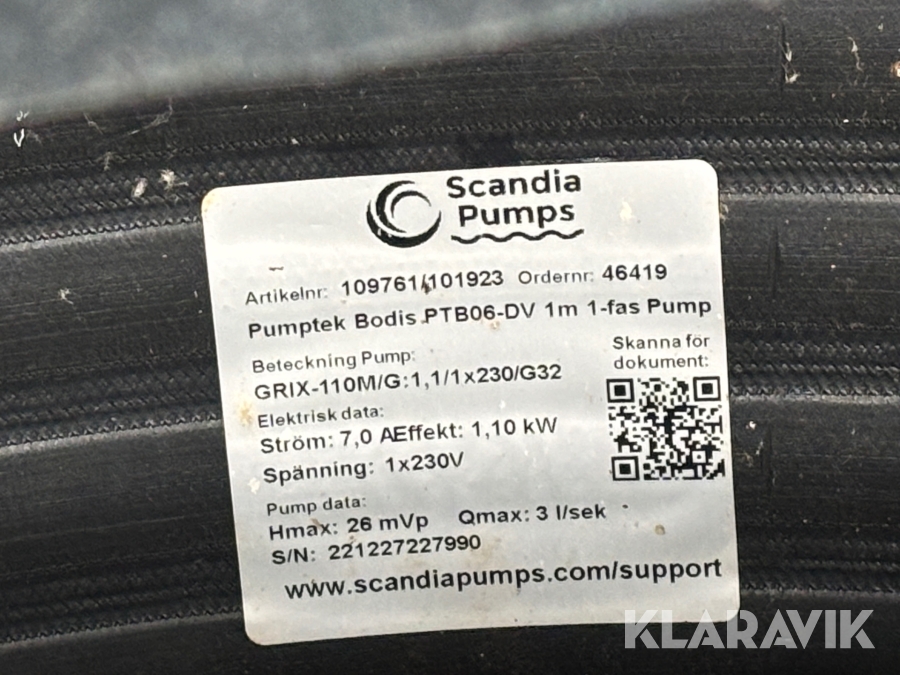 Scandia
Pumps
Artikelnr: 109761/101923 Ordernr: 46419
Pumptek Bodis PTB06-DV 1m 1-fas Pump
Beteckning Pump:
GRIX-110M/G:1,1/1x230/G32
Skanna för
dokument:
Elektrisk data:
Ström: 7,0 AEffekt: 1,10 kW
Spänning: 1x230V
Pump data:
Hmax: 26 mVp Qmax: 3 l/sek
S/N: 221227227990
www.scandiapumps.com/support
KLARAVIK